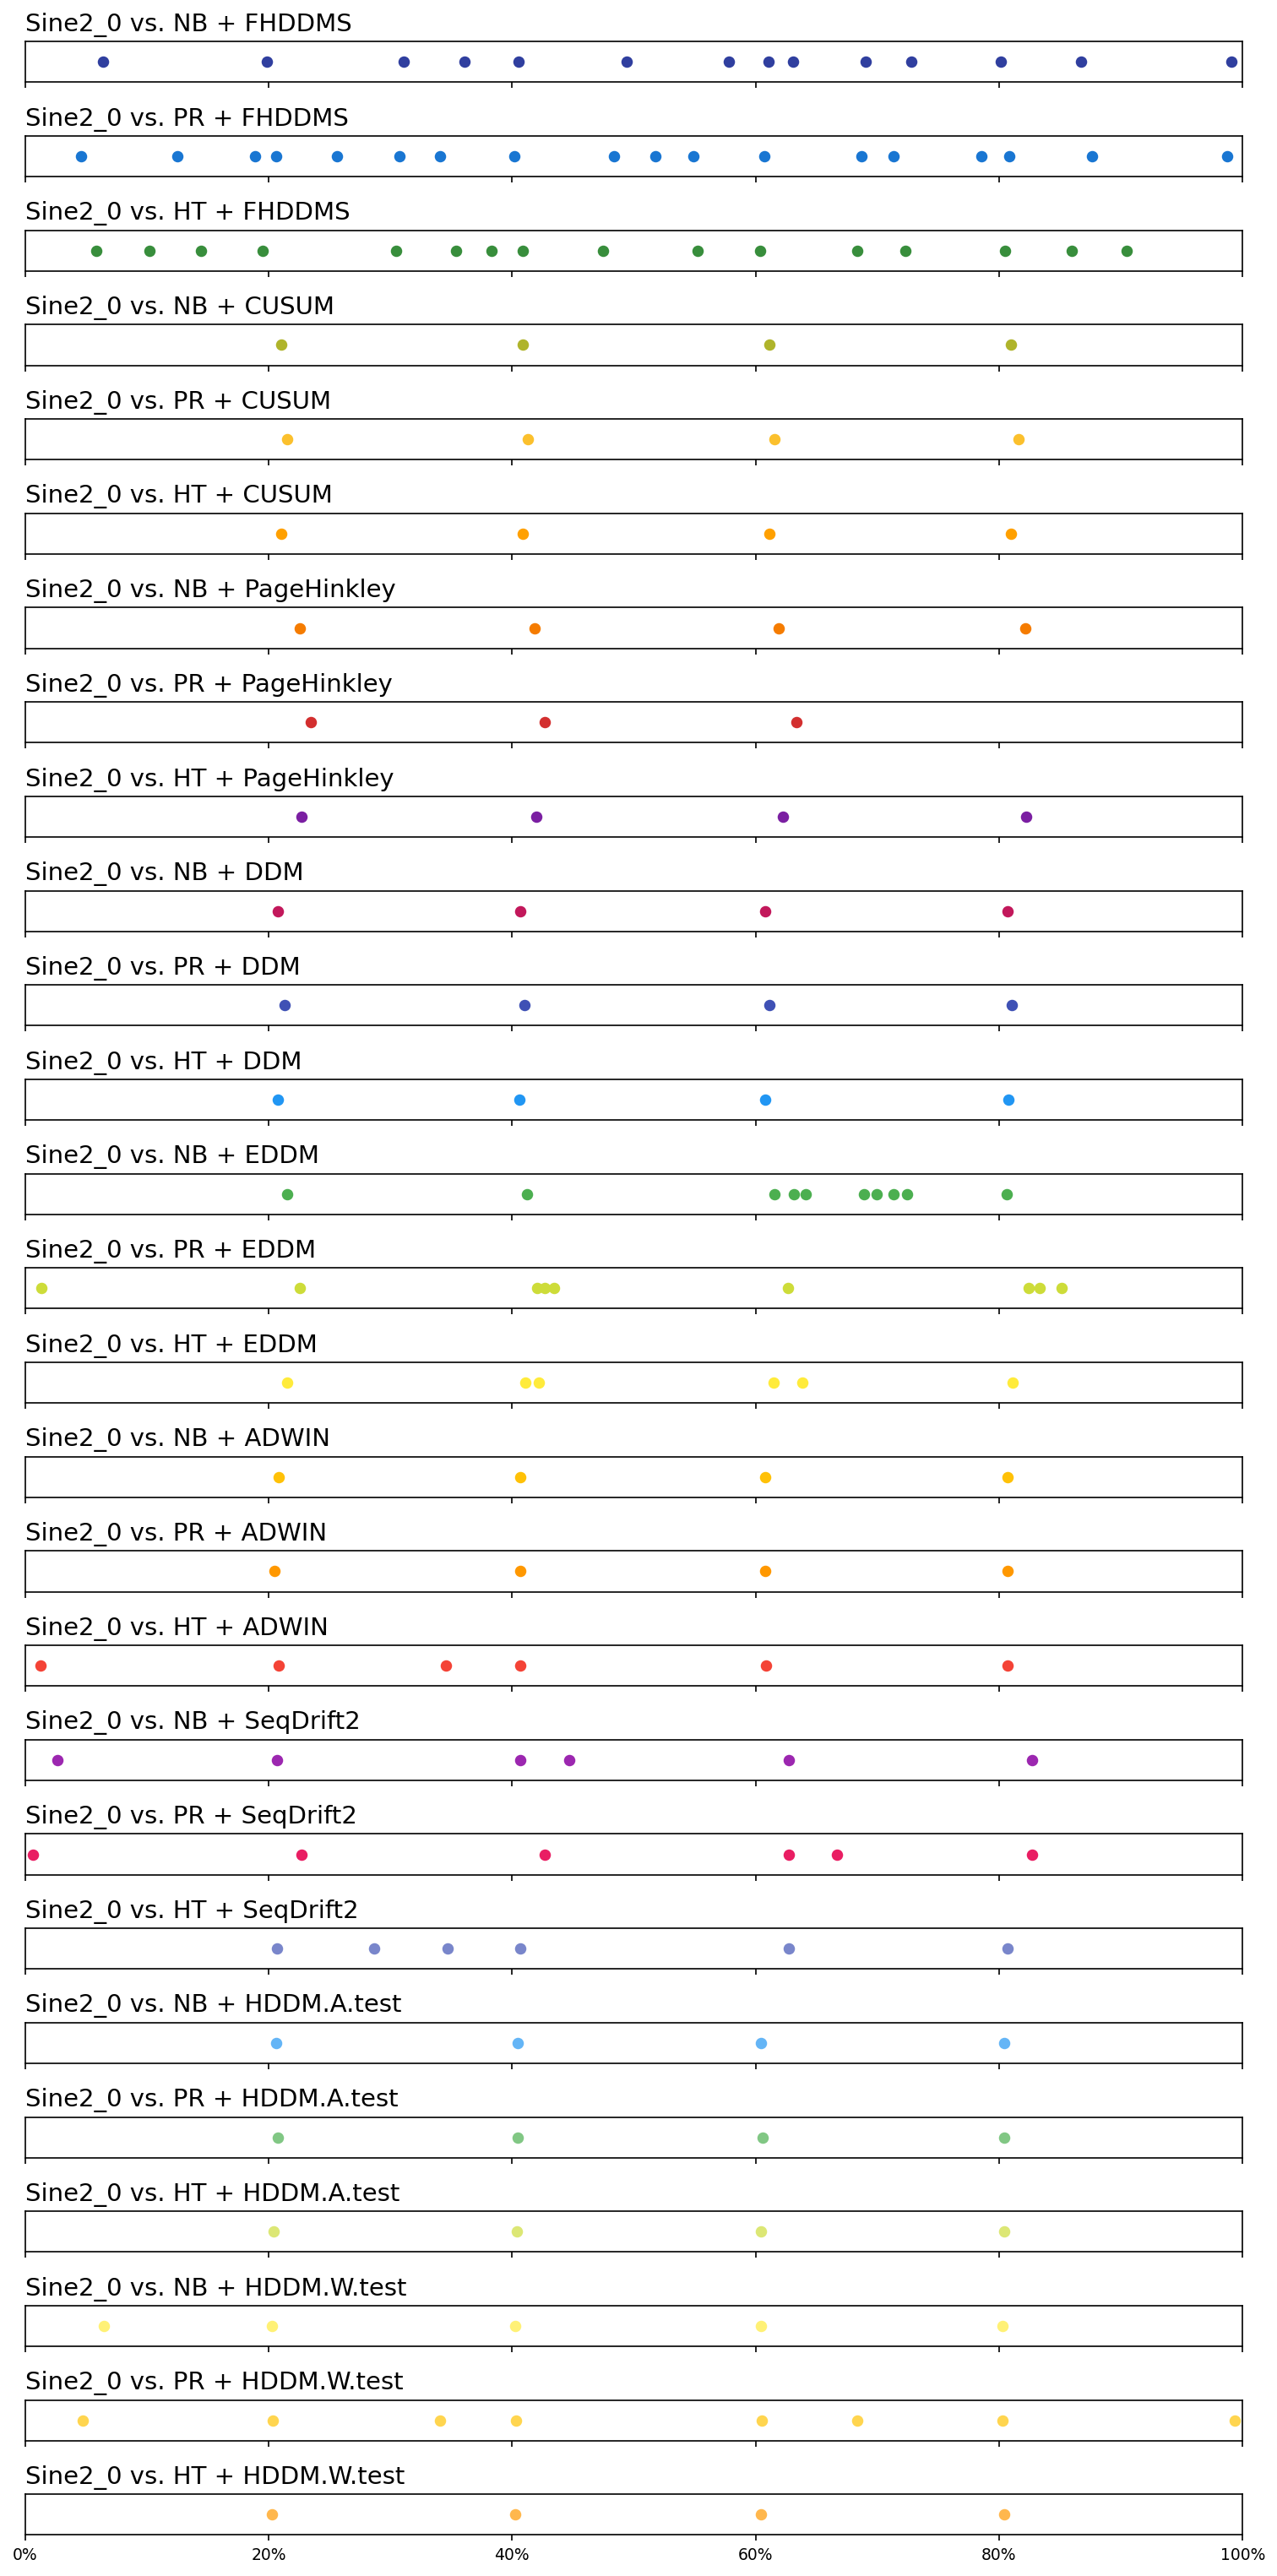 Sine2_0 vs. NB + FHDDMS
Sine2_0 vs. PR + FHDDMS
Sine2_0 vs. HT + FHDDMS
Sine2_0 vs. NB + CUSUM
Sine2_0 vs. PR + CUSUM
Sine2_0 vs. HT + CUSUM
Sine2_0 vs. NB + PageHinkley
Sine2_0 vs. PR + PageHinkley
Sine2_0 vs. HT + PageHinkley
Sine2_0 vs. NB + DDM
Sine2_0 vs. PR + DDM
Sine2_0 vs. HT + DDM
Sine2_0 vs. NB + EDDM
Sine2_0 vs. PR + EDDM
Sine2_0 vs. HT + EDDM
Sine2_0 vs. NB + ADWIN
Sine2_0 vs. PR + ADWIN
Sine2_0 vs. HT + ADWIN
Sine2_0 vs. NB + SeqDrift2
Sine2_0 vs. PR + SeqDrift2
Sine2_0 vs. HT + SeqDrift2
Sine2_0 vs. NB + HDDM.A.test
Sine2_0 vs. PR + HDDM.A.test
Sine2_0 vs. HT + HDDM.A.test
Sine2_0 vs. NB + HDDM.W.test
Sine2_0 vs. PR + HDDM.W.test
Sine2_0 vs. HT + HDDM.W.test
0% 20% 40% 60% 80% 100%